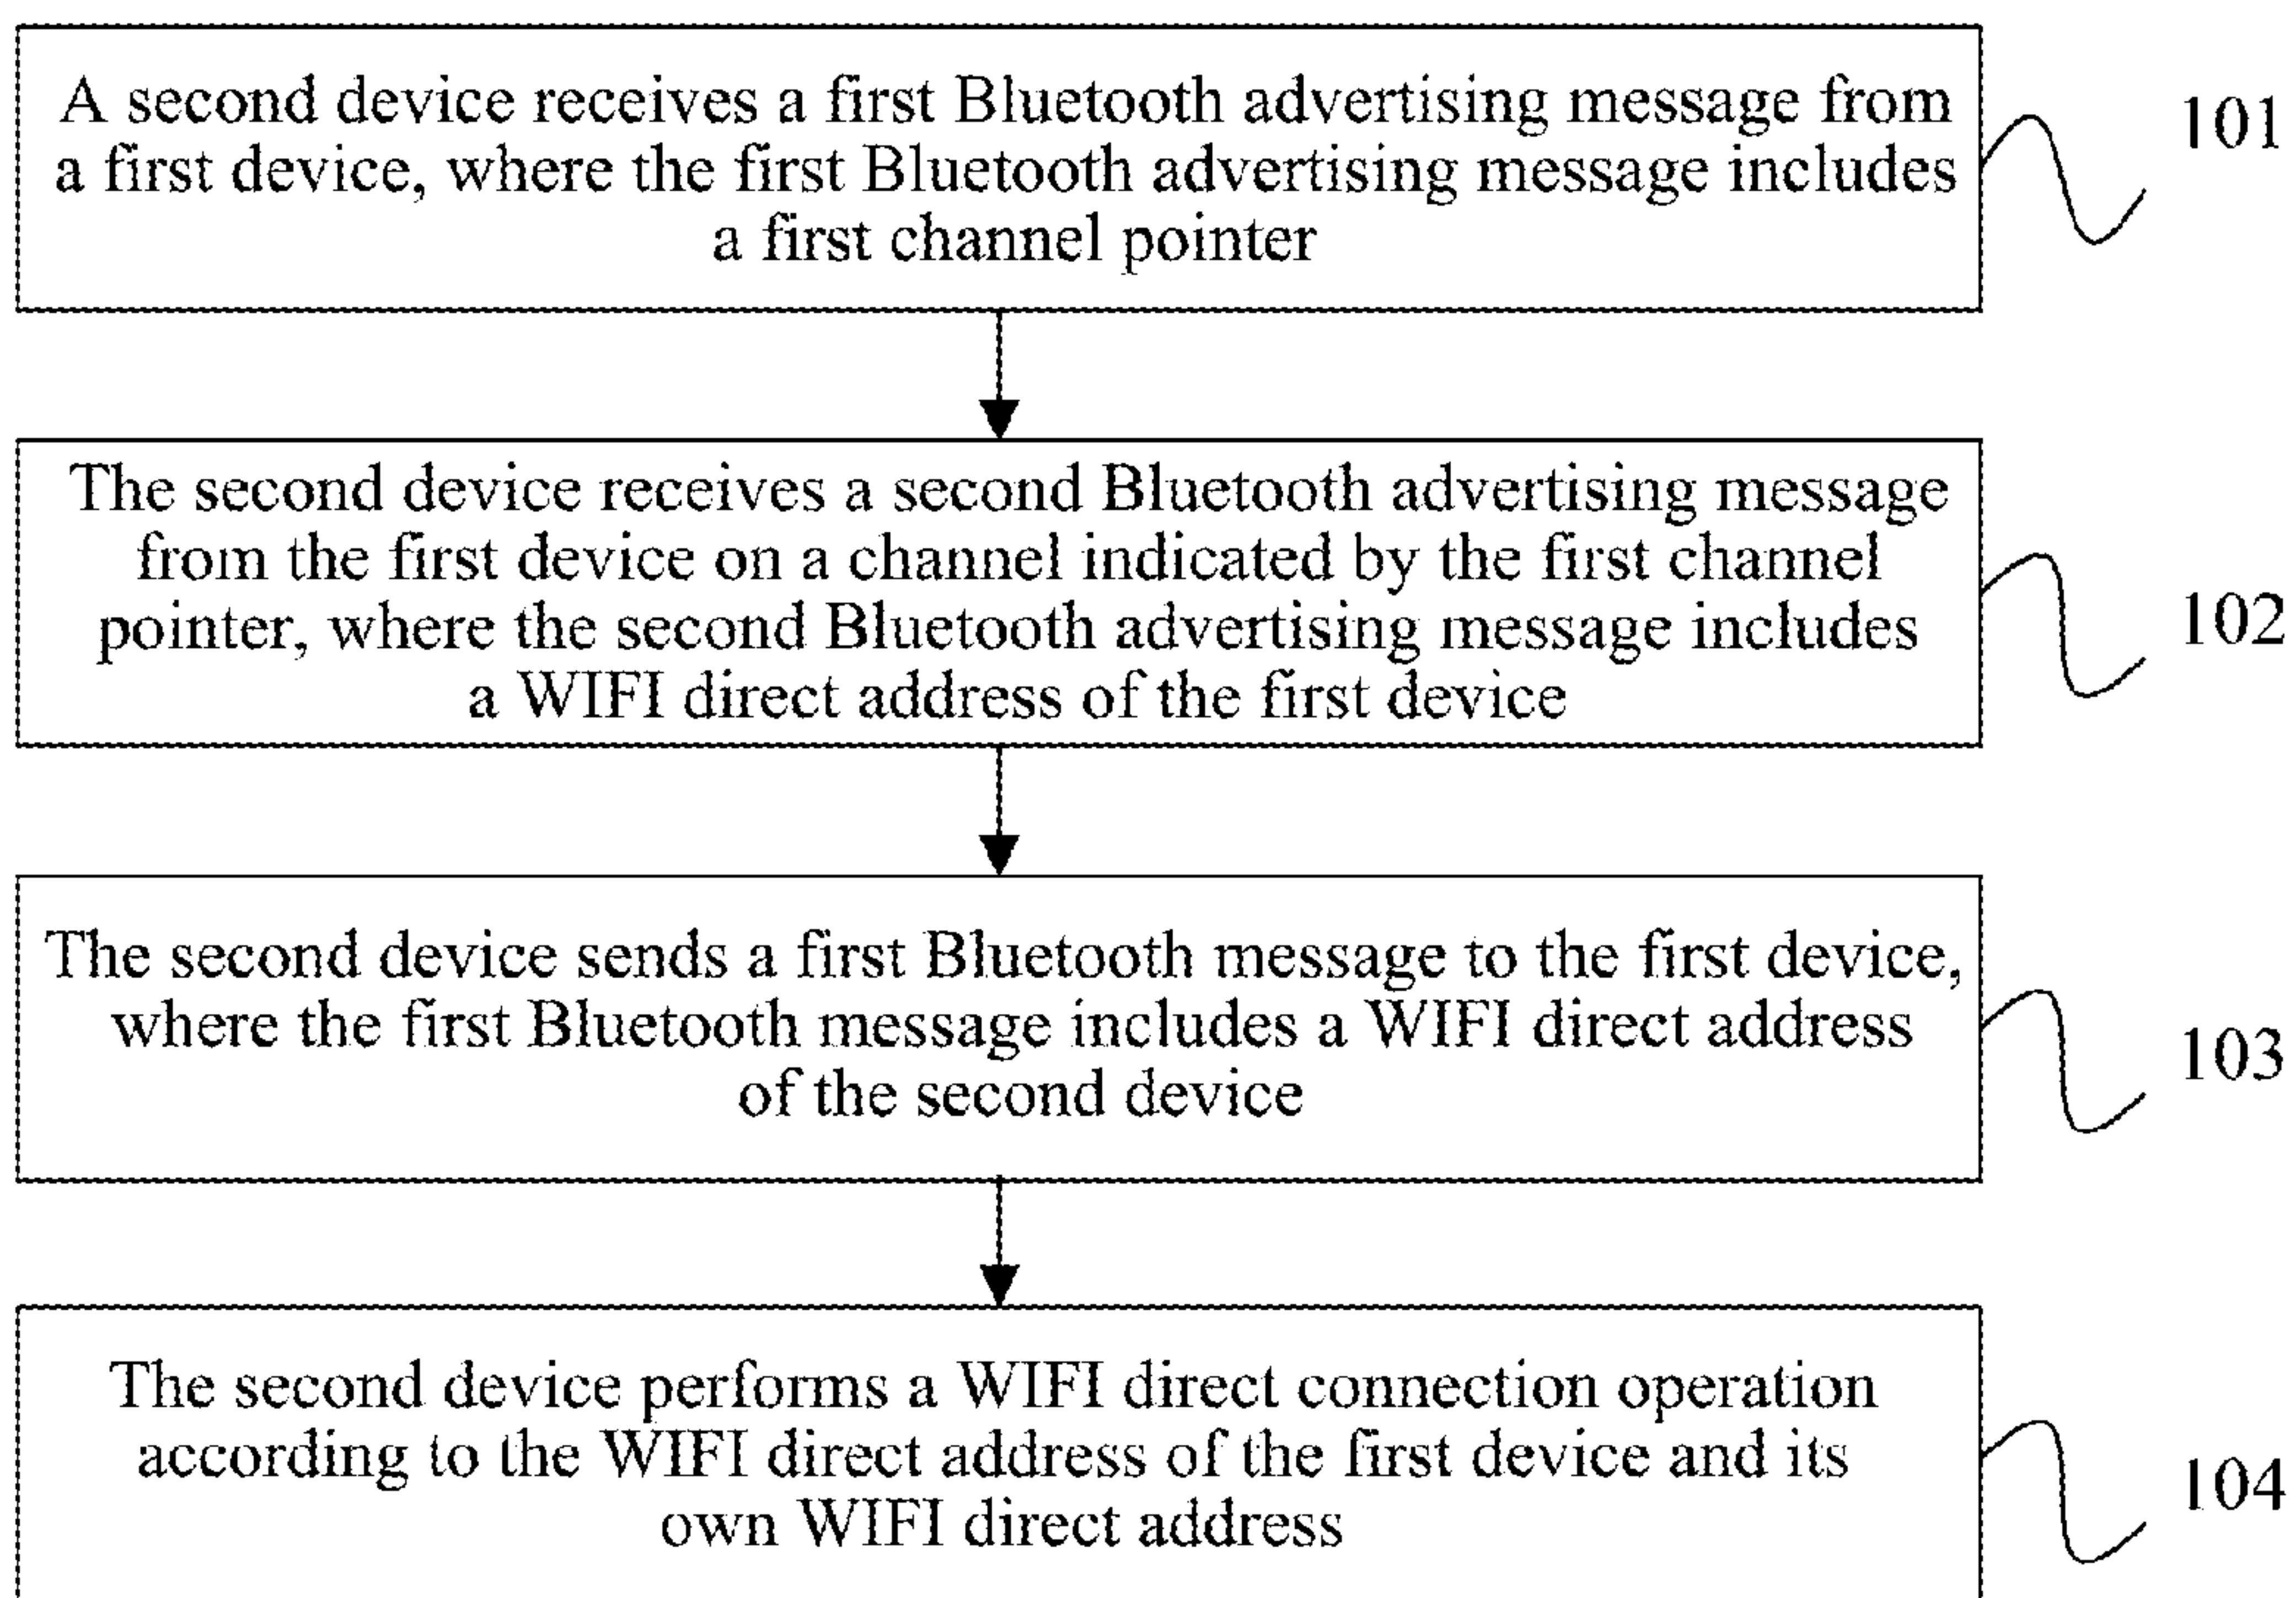 A second device receives a first Bluetooth advertising message from
a first device, where the first Bluetooth advertising message includes
a first channel pointer
101
The second device receives a second Bluetooth advertising message
from the first device on a channel indicated by the first channel
pointer, where the second Bluetooth advertising message includes
a WIFI direct address of the first device
102
The second device sends a first Bluetooth message to the first device,
where the first Bluetooth message includes a WIFI direct address
of the second device
103
The second device performs a WIFI direct connection operation
according to the WIFI direct address of the first device and its
own WIFI direct address
104